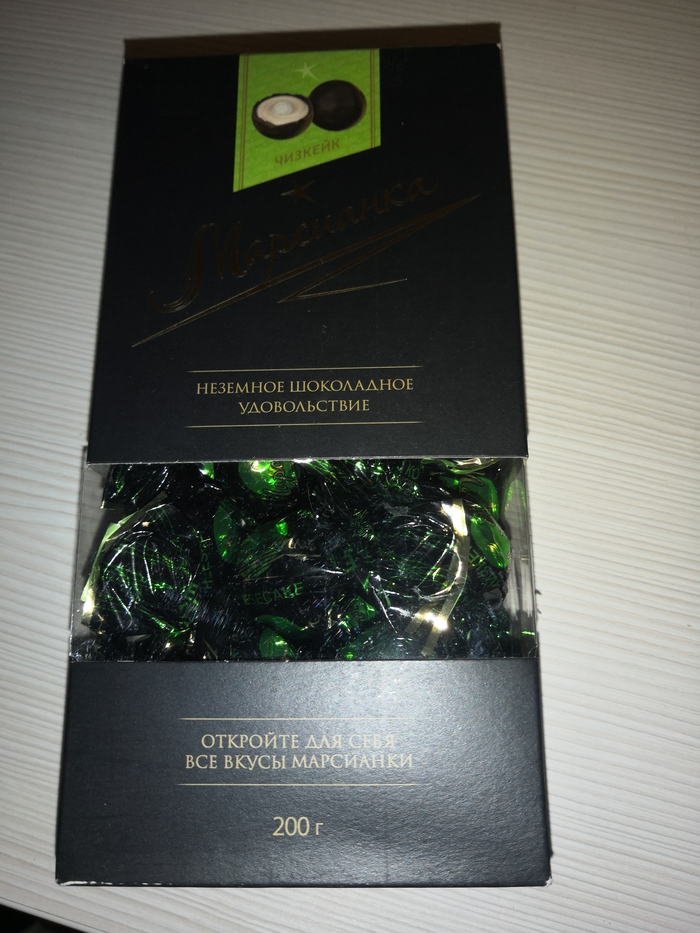 ЧИЗКЕЙК
Марсианка
НЕЗЕМНОЕ ШОКОЛАДНОЕ
УДОВОЛЬСТВИЕ
ОТКРОЙТЕ ДЛЯ СЕБЯ
ВСЕ ВКУСЫ МАРСИАНКИ
200 г